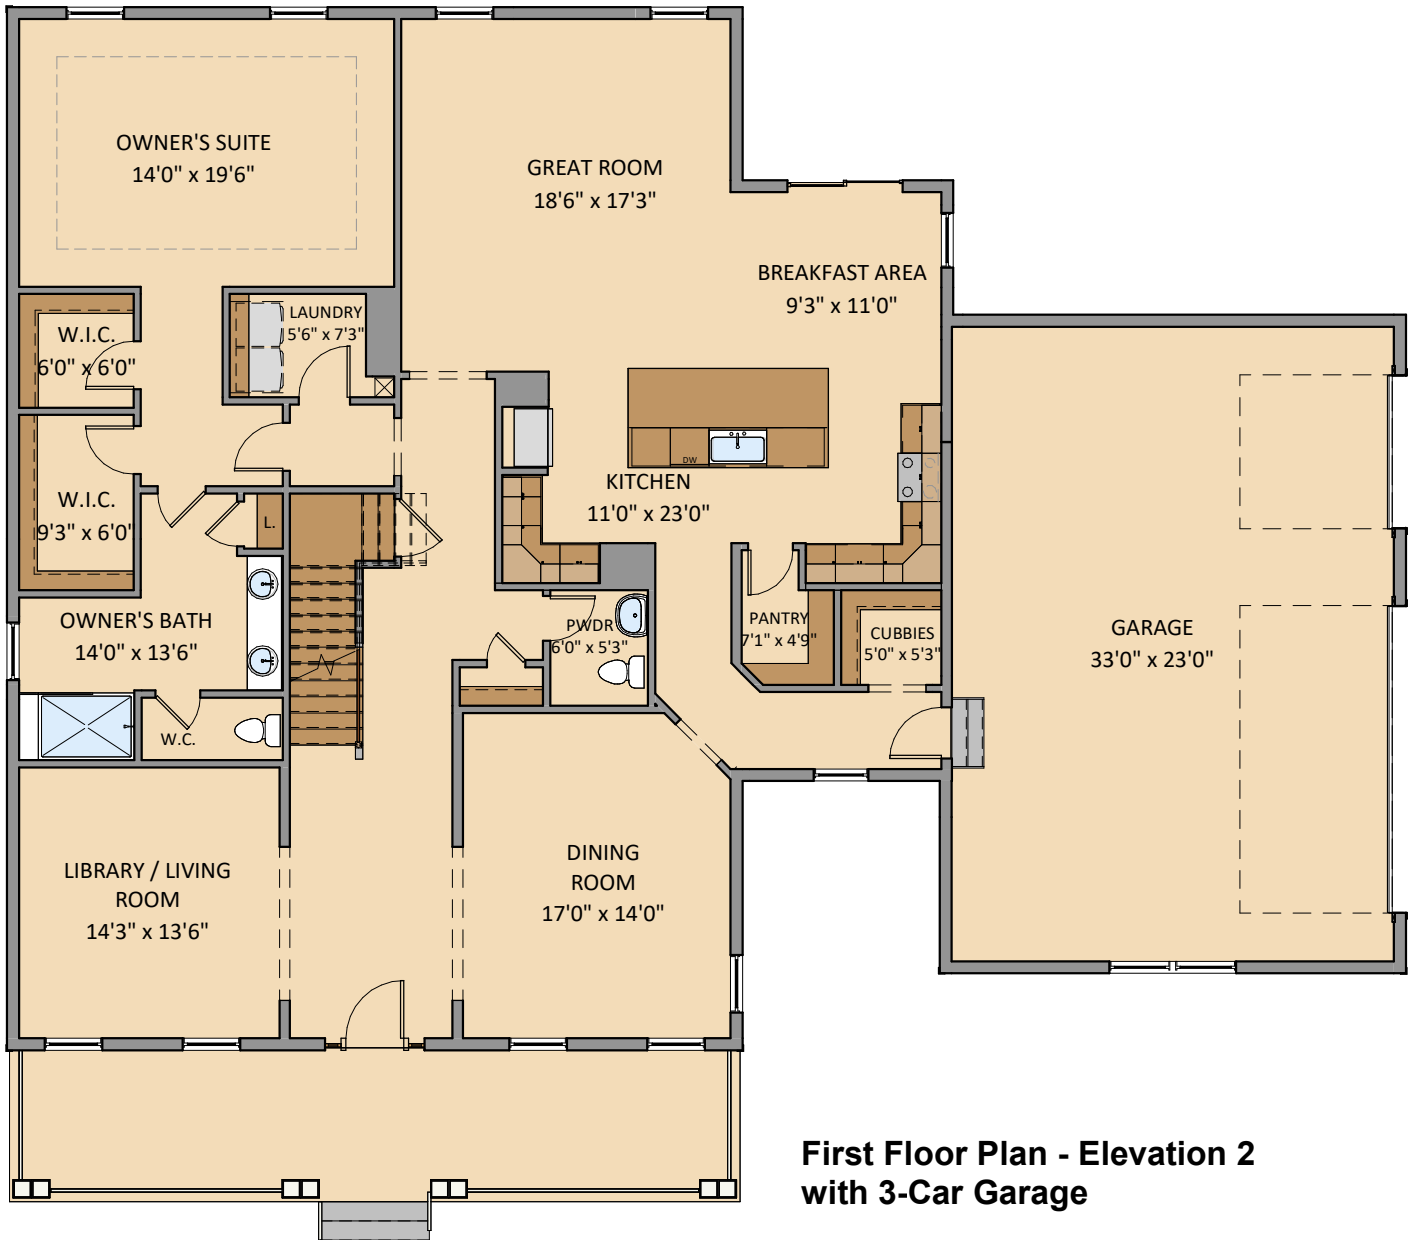 OWNER'S SUITE
14'0" x 19'6"
GREAT ROOM
18'6" x 17'3"
BREAKFAST AREA
9'3" x 11'0"
LAUNDRY
5'6" x 7'3"
W.I.C.
6'0" x 6'0"
DW
KITCHEN
11'0" x 23'0"
W.I.C.
9'3" x 6'0"
L.
OWNER'S BATH
14'0" x 13'6"
PWDR
6'0" x 5'3"
PANTRY
7'1" x 4'9"
CUBBIES
5'0" x 5'3"
GARAGE
33'0" x 23'0"
W.C.
LIBRARY / LIVING
ROOM
14'3" x 13'6"
DINING
ROOM
17'0" x 14'0"
First Floor Plan - Elevation 2
with 3-Car Garage